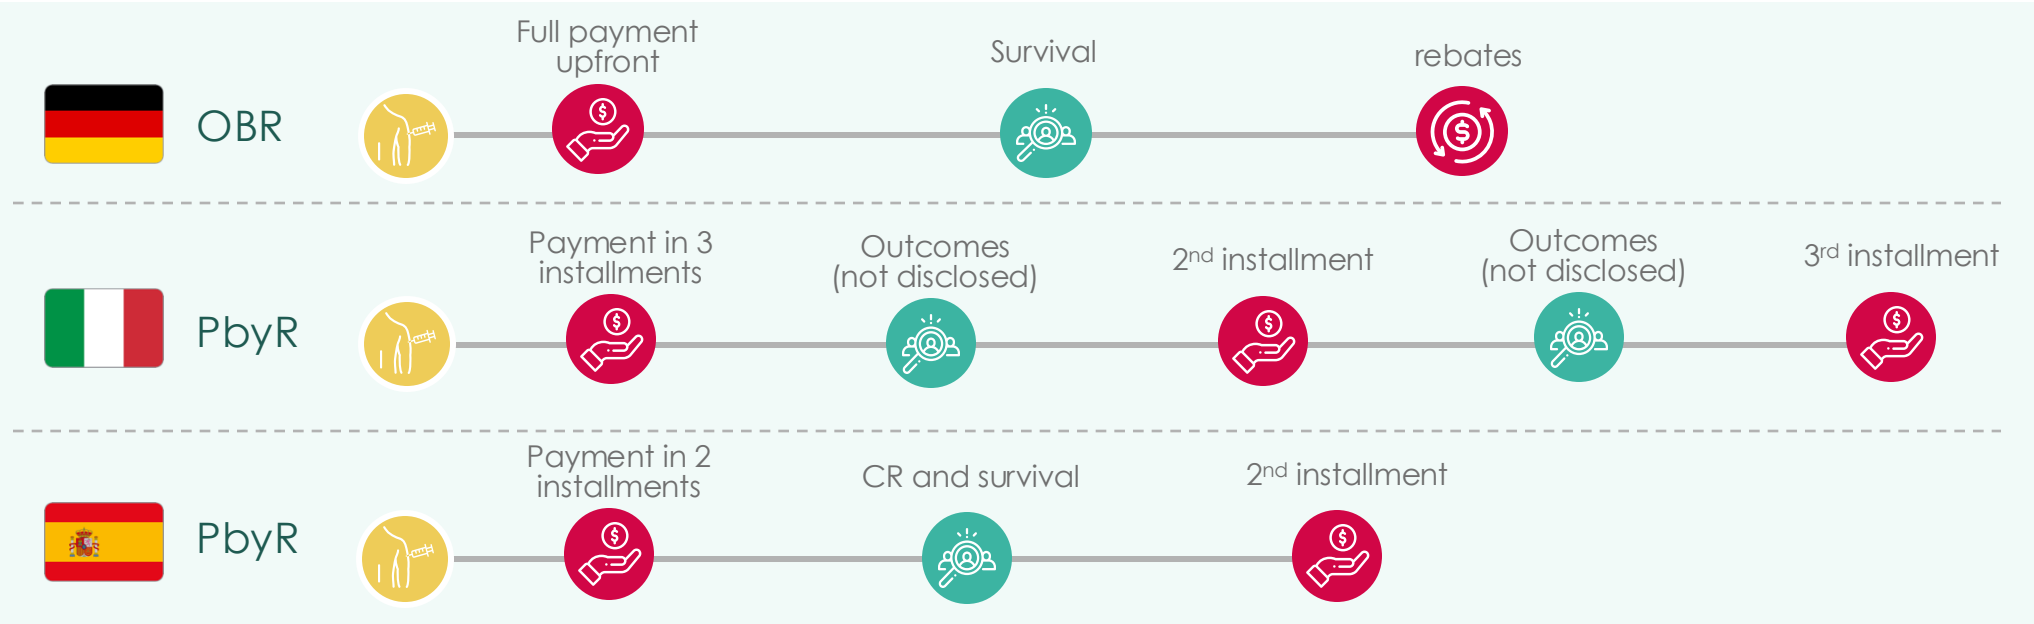 Full payment
upfront
Survival
rebates
OBR
Payment in 3
installments
Outcomes
(not disclosed)
2nd installment
Outcomes
(not disclosed)
3rd installment
PbyR
Payment in 2
installments
CR and survival
2nd installment
PbyR